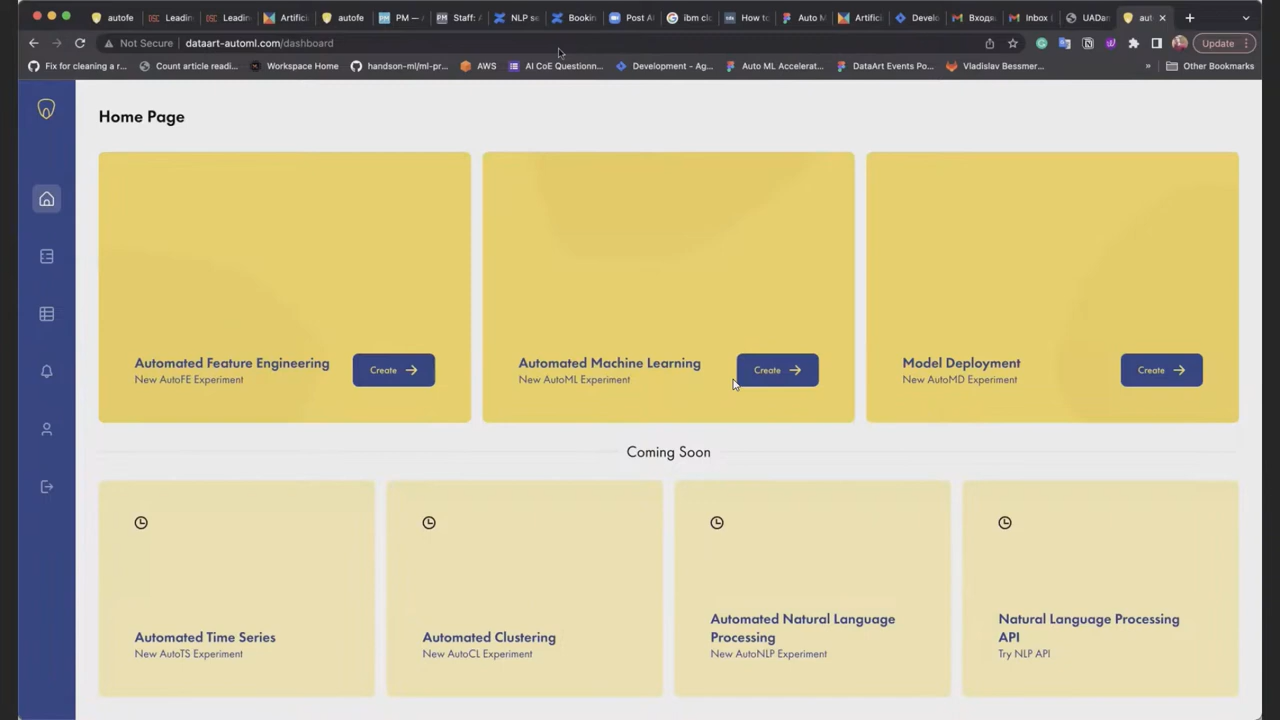 autofe
Leadin
Leadin
Artific
autofe
PM —
Staff:
NLP se
Bookin
Post A
ibm clo
How to
Auto M
Artific
Develo
Входя
Inbox (
UADar
aut
Not Secure
dataart-automl.com/dashboard
Update
Fix for cleaning a r...
Count article readi...
Workspace Home
handson-ml/ml-pr...
AWS
AI CoE Questionn...
Development - Ag...
Auto ML Accelerat...
DataArt Events Po...
Vladislav Bessmer...
»
Other Bookmarks
Home Page
Automated Feature Engineering
New AutoFE Experiment
Create
Automated Machine Learning
New AutoML Experiment
Create
Model Deployment
New AutoMD Experiment
Create
Coming Soon
Automated Time Series
New AutoTS Experiment
Automated Clustering
New AutoCL Experiment
Automated Natural Language
Processing
New AutoNLP Experiment
Natural Language Processing
API
Try NLP API